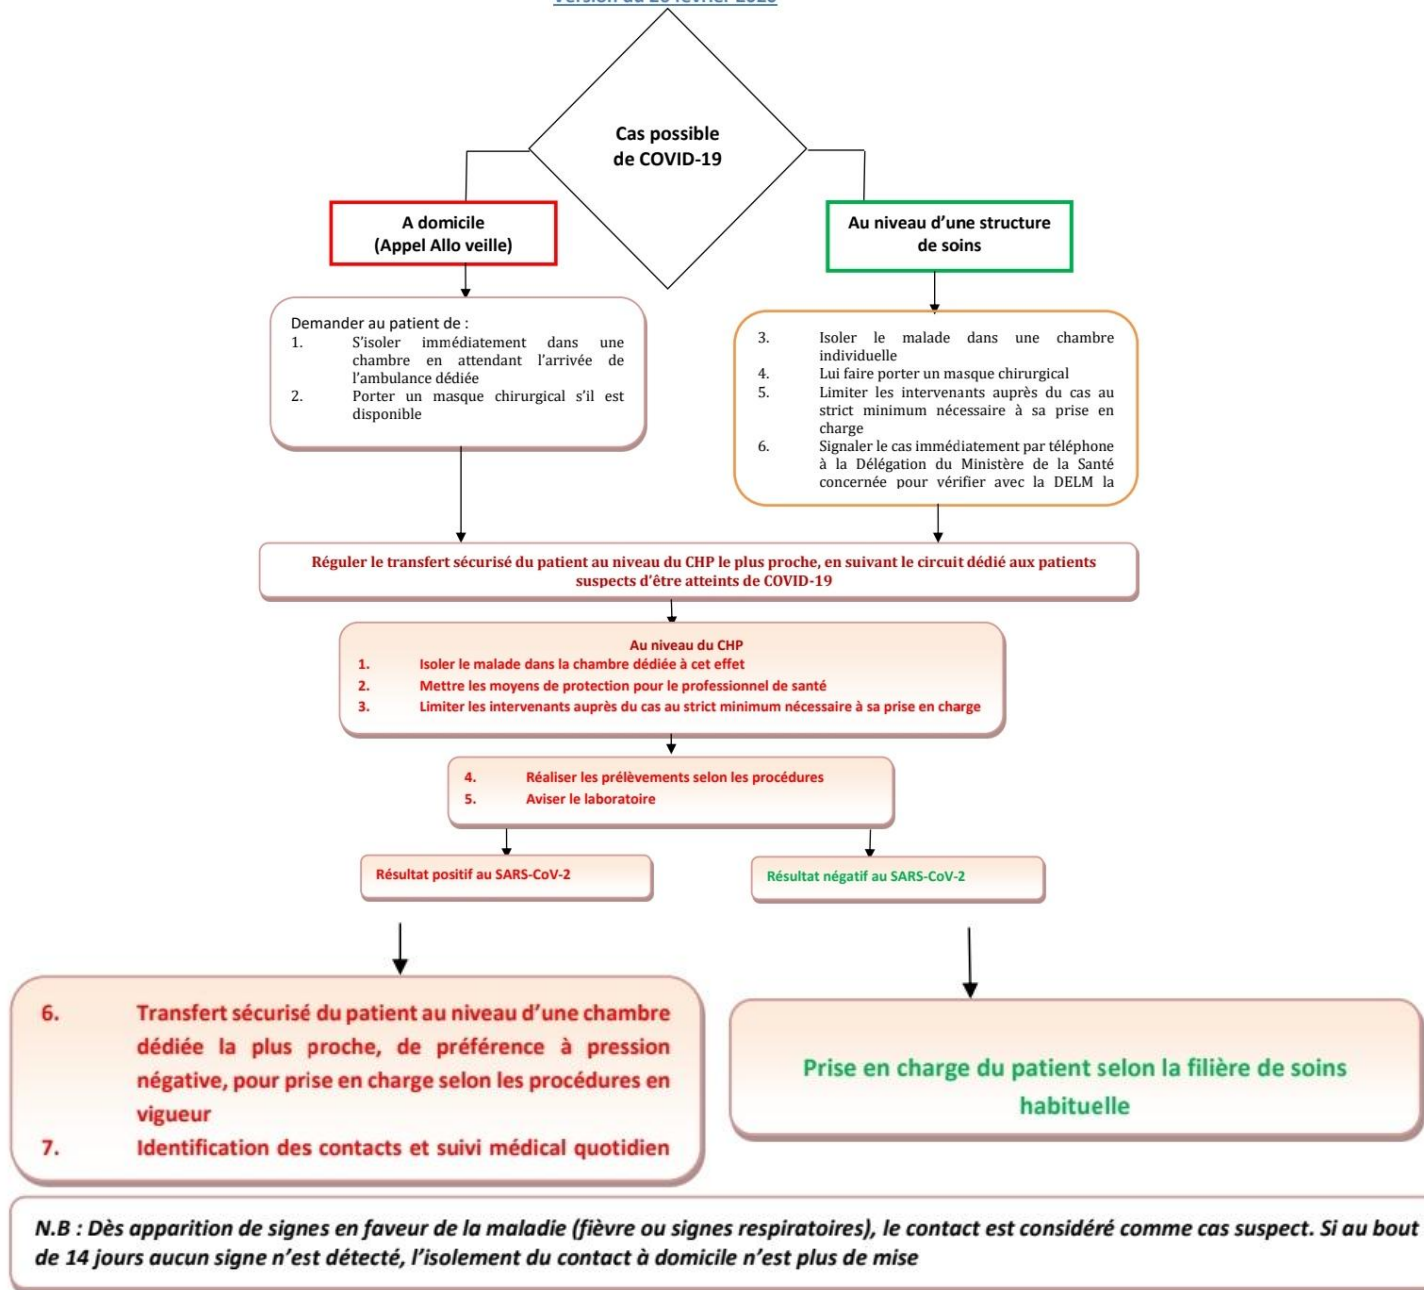 Version du 26 février 2020
Cas possible
de COVID-19
A domicile
(Appel Allo veille)
Au niveau d'une structure
de soins
Demander au patient de :
1. S'isoler immédiatement dans une
chambre en attendant l'arrivée de
l'ambulance dédiée
2. Porter un masque chirurgical s'il est
disponible
3. Isoler le malade dans une chambre
individuelle
4. Lui faire porter un masque chirurgical
5. Limiter les intervenants auprès du cas au
strict minimum nécessaire à sa prise en
charge
6. Signaler le cas immédiatement par téléphone
à la Délégation du Ministère de la Santé
concernée pour vérifier avec la DELM la
Réguler le transfert sécurisé du patient au niveau du CHP le plus proche, en suivant le circuit dédié aux patients
suspects d'être atteints de COVID-19
Au niveau du CHP
1. Isoler le malade dans la chambre dédiée à cet effet
2. Mettre les moyens de protection pour le professionnel de santé
3. Limiter les intervenants auprès du cas au strict minimum nécessaire à sa prise en charge
4. Réaliser les prélèvements selon les procédures
5. Aviser le laboratoire
Résultat positif au SARS-CoV-2
Résultat négatif au SARS-CoV-2
6. Transfert sécurisé du patient au niveau d'une chambre
dédiée la plus proche, de préférence à pression
négative, pour prise en charge selon les procédures en
vigueur
7. Identification des contacts et suivi médical quotidien
Prise en charge du patient selon la filière de soins
habituelle
N.B : Dès apparition de signes en faveur de la maladie (fièvre ou signes respiratoires), le contact est considéré comme cas suspect. Si au bout
de 14 jours aucun signe n'est détecté, l'isolement du contact à domicile n'est plus de mise